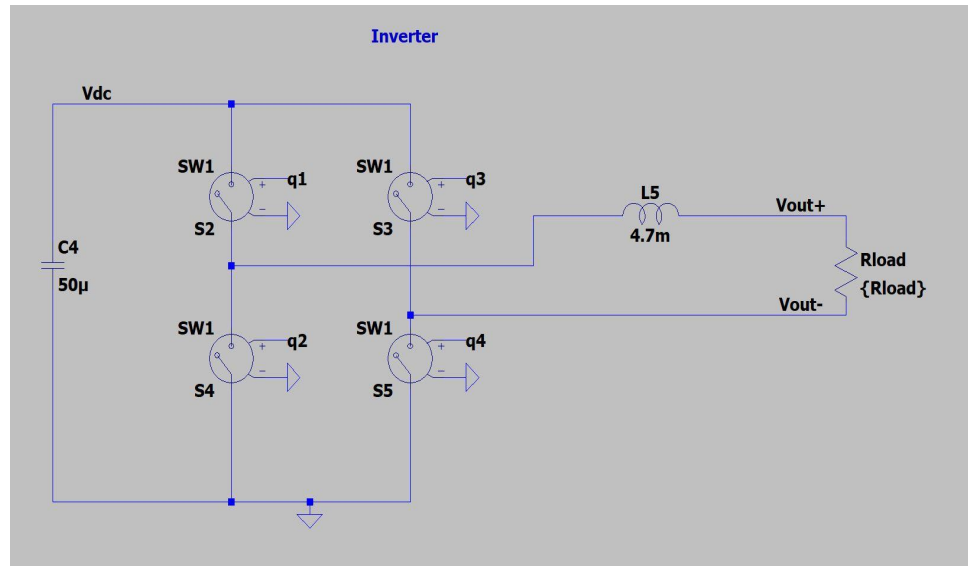 Inverter
Vdc
SW1
q1
S2
SW1
q3
S3
L5
4.7m
Vout+
C4
50µ
Rload
{Rload}
Vout-
SW1
q2
S4
SW1
q4
S5